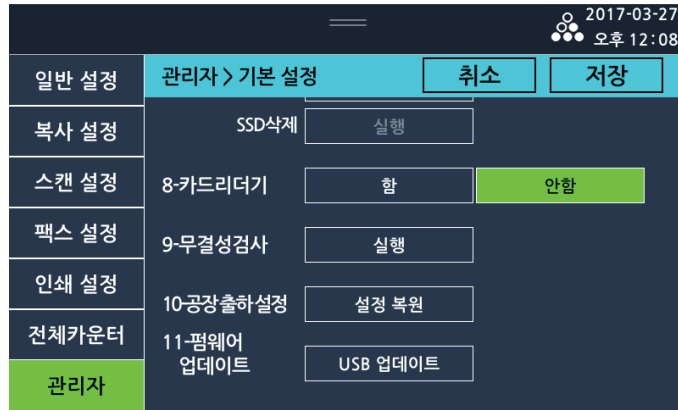 2017-03-27
오후 12:08
일반 설정
관리자 > 기본 설정
취소
저장
복사 설정
SSD삭제
실행
스캔 설정
8-카드리더기
함
안함
팩스 설정
9-무결성검사
실행
인쇄 설정
10-공장출하설정
설정 복원
전체카운터
11-펌웨어
업데이트
USB 업데이트
관리자